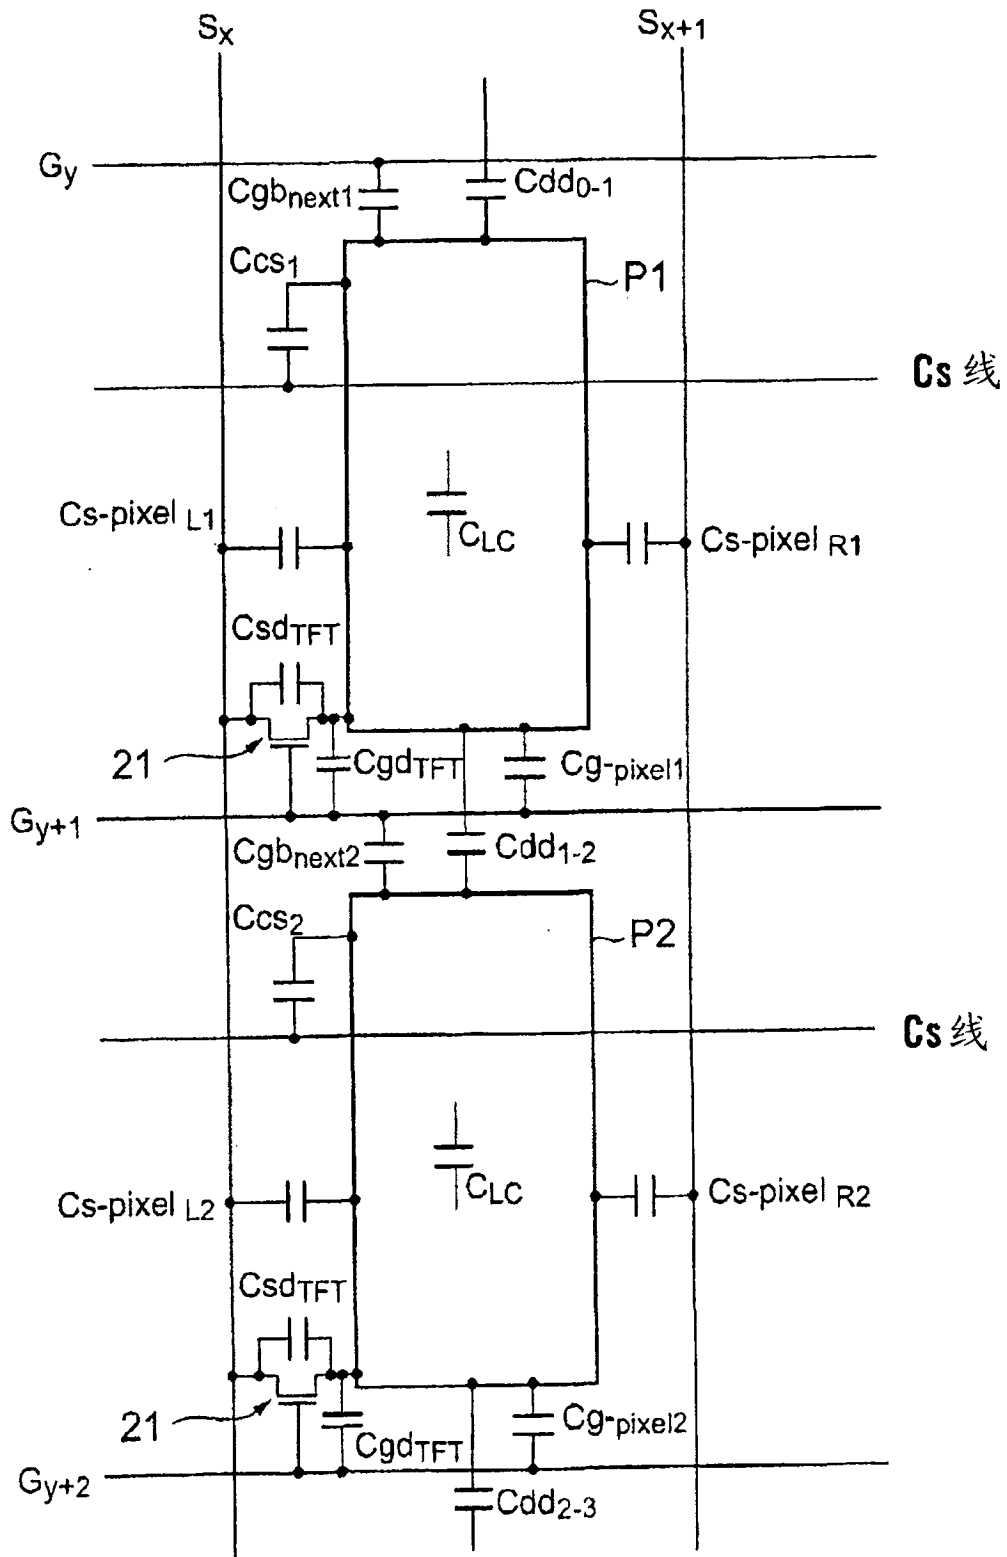 Sx
Sx+1
Gy
Cgbnext1
Cdd0-1
Ccs1
P1
Cs 线
Cs-pixel L1
CLC
Cs-pixel R1
CsdTFT
21
CgdTFT
Cg-pixel1
Gy+1
Cgbnext2
Cdd1-2
Ccs2
P2
Cs 线
Cs-pixel L2
CLC
Cs-pixel R2
CsdTFT
21
CgdTFT
Cg-pixel2
Gy+2
Cdd2-3